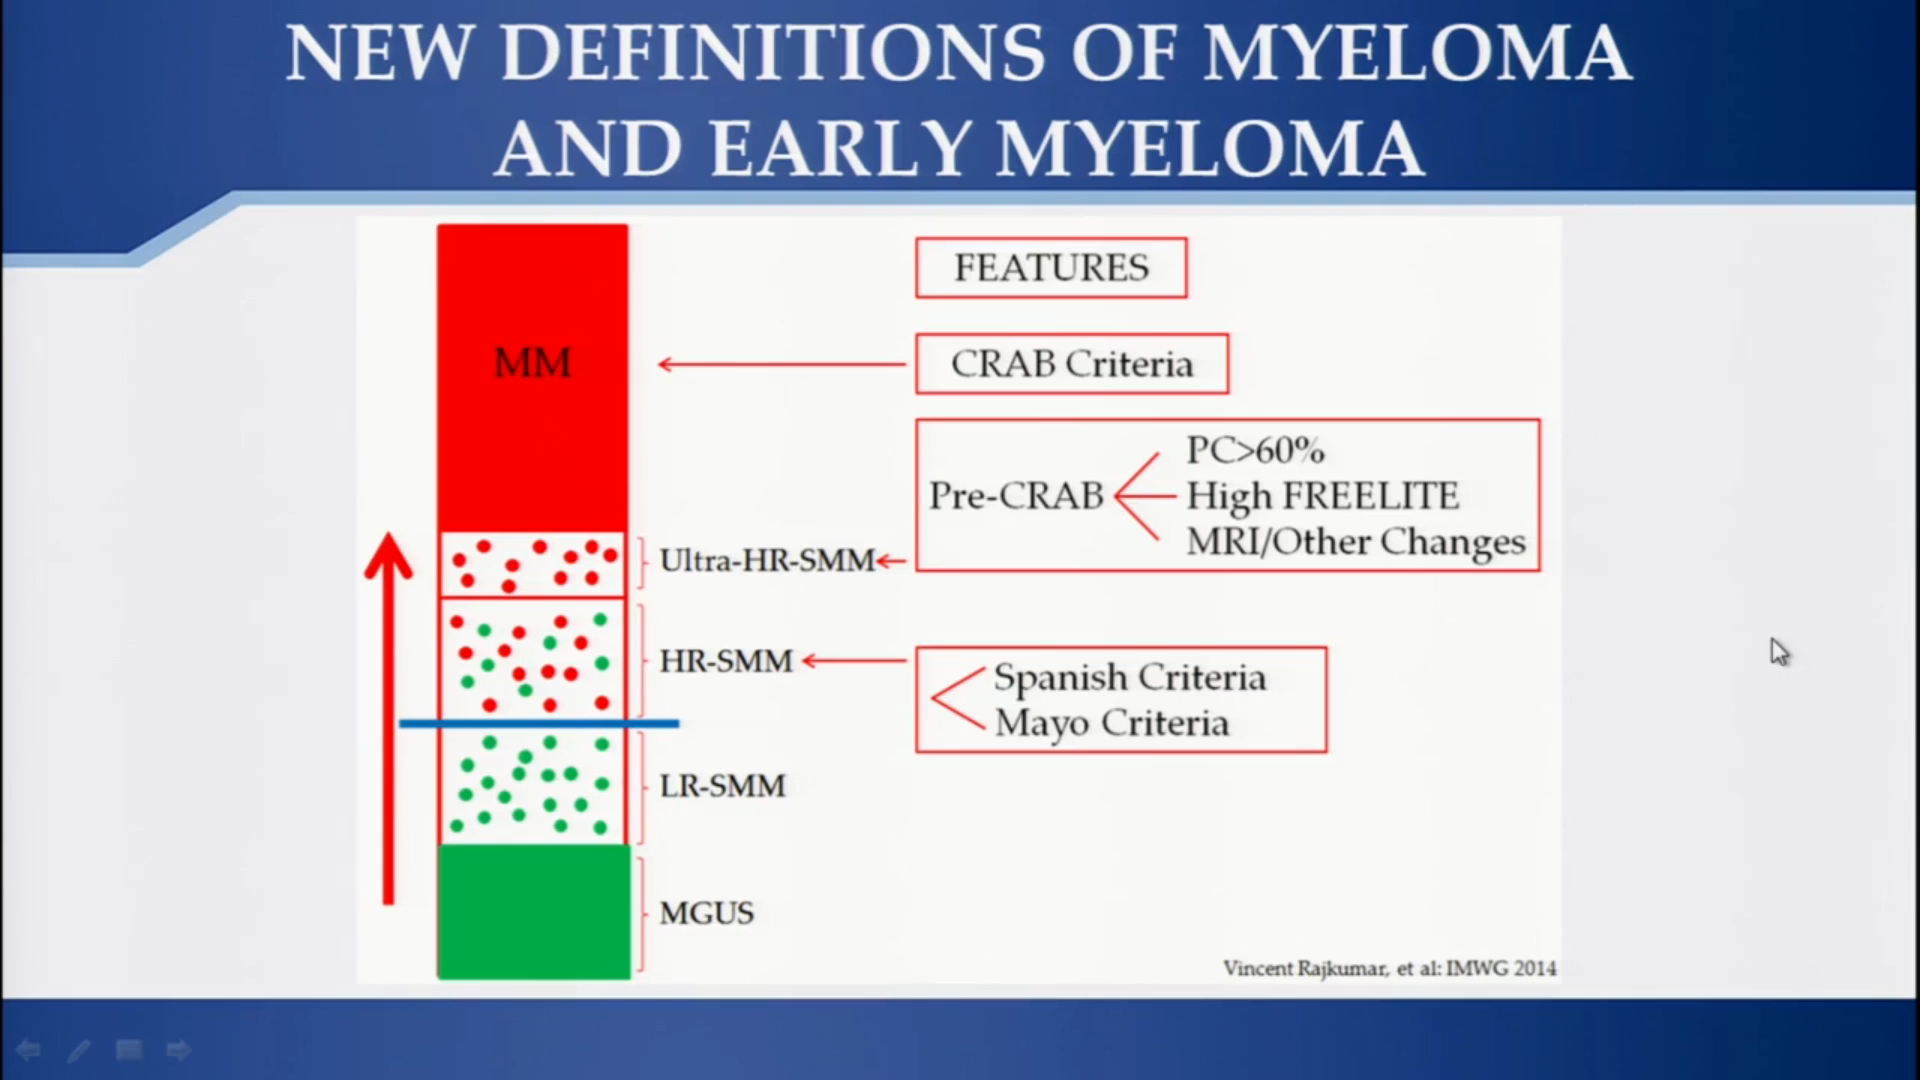 NEW DEFINITIONS OF MYELOMA
AND EARLY MYELOMA
FEATURES
MM
CRAB Criteria
Pre-CRAB
PC>60%
High FREELITE
MRI/Other Changes
Ultra-HR-SMM
HR-SMM
Spanish Criteria
Mayo Criteria
LR-SMM
MGUS
Vincent Rajkumar, et al: IMWG 2014